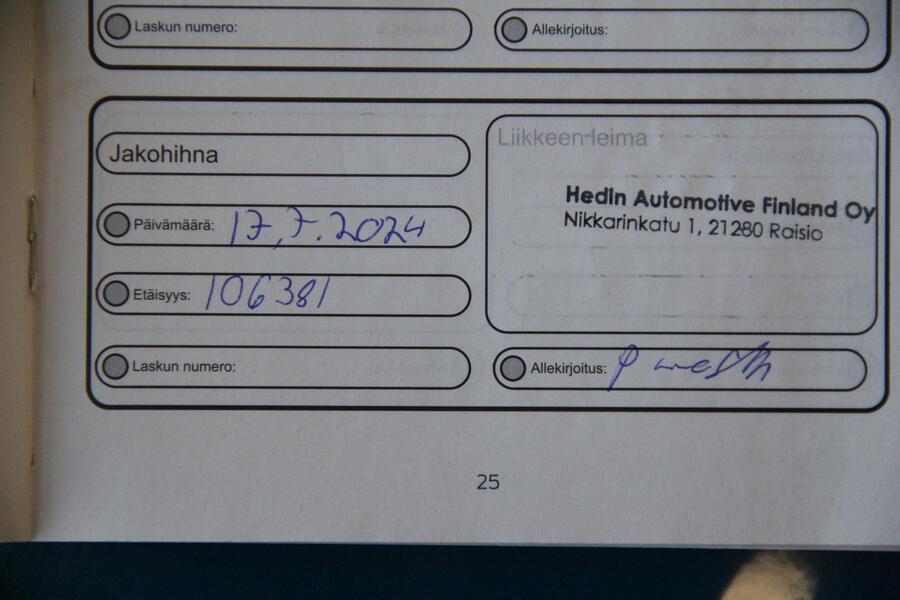 Laskun numero:
Allekirjoitus:
Jakohihna
Liikkeen leima
Hedin Automotive Finland Oy
Nikkarinkatu 1, 21280 Raisio
Päivämäärä: 17.7.2024
Etäisyys: 106381
Laskun numero:
Allekirjoitus:
25